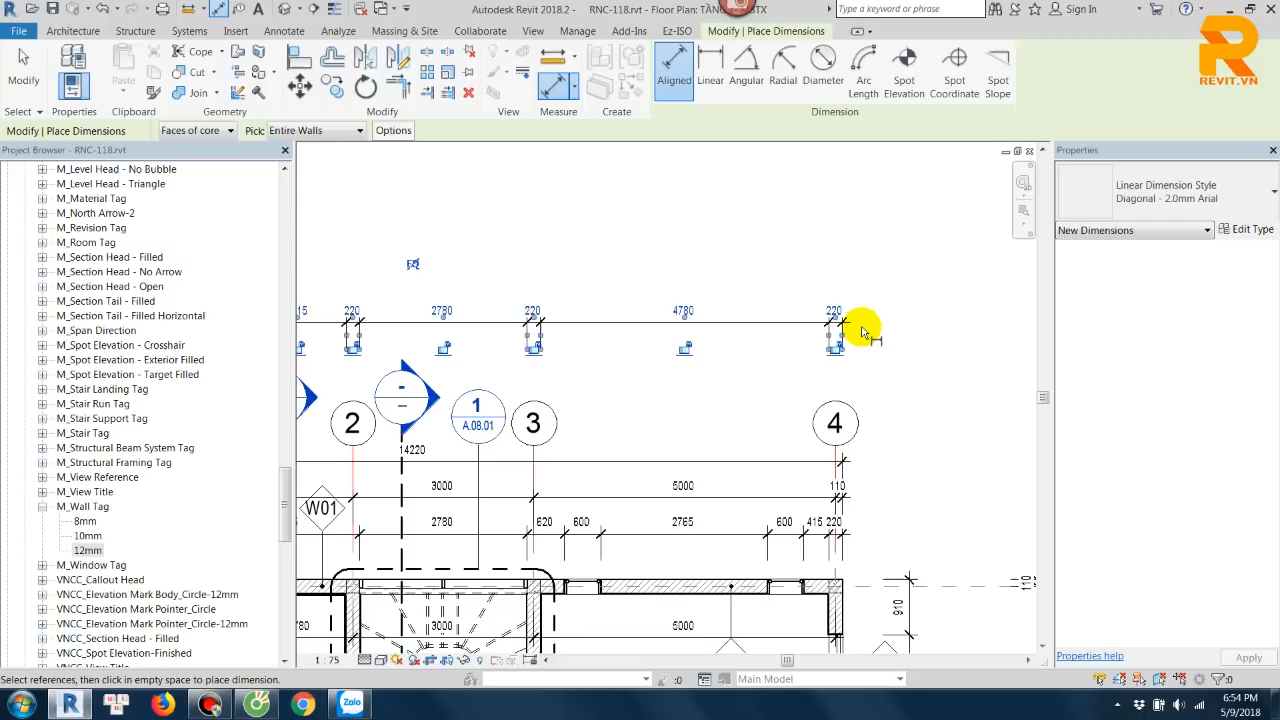 Autodesk Revit 2018.2 -
RNC-118.rvt - Floor Plan:
Type a keyword or phrase
Sign In
File
Architecture
Structure
Systems
Insert
Annotate
Analyze
Massing & Site
Collaborate
View
Manage
Add-Ins
Ez-ISO
Modify | Place Dimensions
Modify
Paste
Cope
Cut
Join
Aligned
Linear
Angular
Radial
Diameter
Arc
Length
Spot
Elevation
Spot
Coordinate
Spot
Slope
REVIT.VN
Select
Properties
Clipboard
Geometry
Modify
View
Measure
Create
Dimension
Modify | Place Dimensions
Faces of core
Pick:
Entire Walls
Options
Project Browser - RNC-118.rvt
M_Level Head - No Bubble
M_Level Head - Triangle
M_Material Tag
M_North Arrow-2
M_Revision Tag
M_Room Tag
M_Section Head - Filled
M_Section Head - No Arrow
M_Section Head - Open
M_Section Tail - Filled
M_Section Tail - Filled Horizontal
M_Span Direction
M_Spot Elevation - Crosshair
M_Spot Elevation - Exterior Filled
M_Spot Elevation - Target Filled
M_Stair Landing Tag
M_Stair Run Tag
M_Stair Support Tag
M_Stair Tag
M_Structural Beam System Tag
M_Structural Framing Tag
M_View Reference
M_View Title
M_Wall Tag
8mm
10mm
12mm
M_Window Tag
VNCC_Callout Head
VNCC_Elevation Mark Body_Circle-12mm
VNCC_Elevation Mark Pointer_Circle
VNCC_Elevation Mark Pointer_Circle-12mm
VNCC_Section Head - Filled
VNCC_Spot Elevation-Finished
VNCC_View Title
EQ
15
220
2780
220
4780
220
2
1
A.08.01
3
4
14220
3000
5000
110
W01
2780
620
600
2765
600
415
220
780
3000
5000
910
110
1 : 75
Properties
Linear Dimension Style
Diagonal - 2.0mm Arial
New Dimensions
Edit Type
Properties help
Apply
Select references, then click in empty space to place dimension.
:0
Main Model
:0
Zalo
6:54 PM
5/9/2018